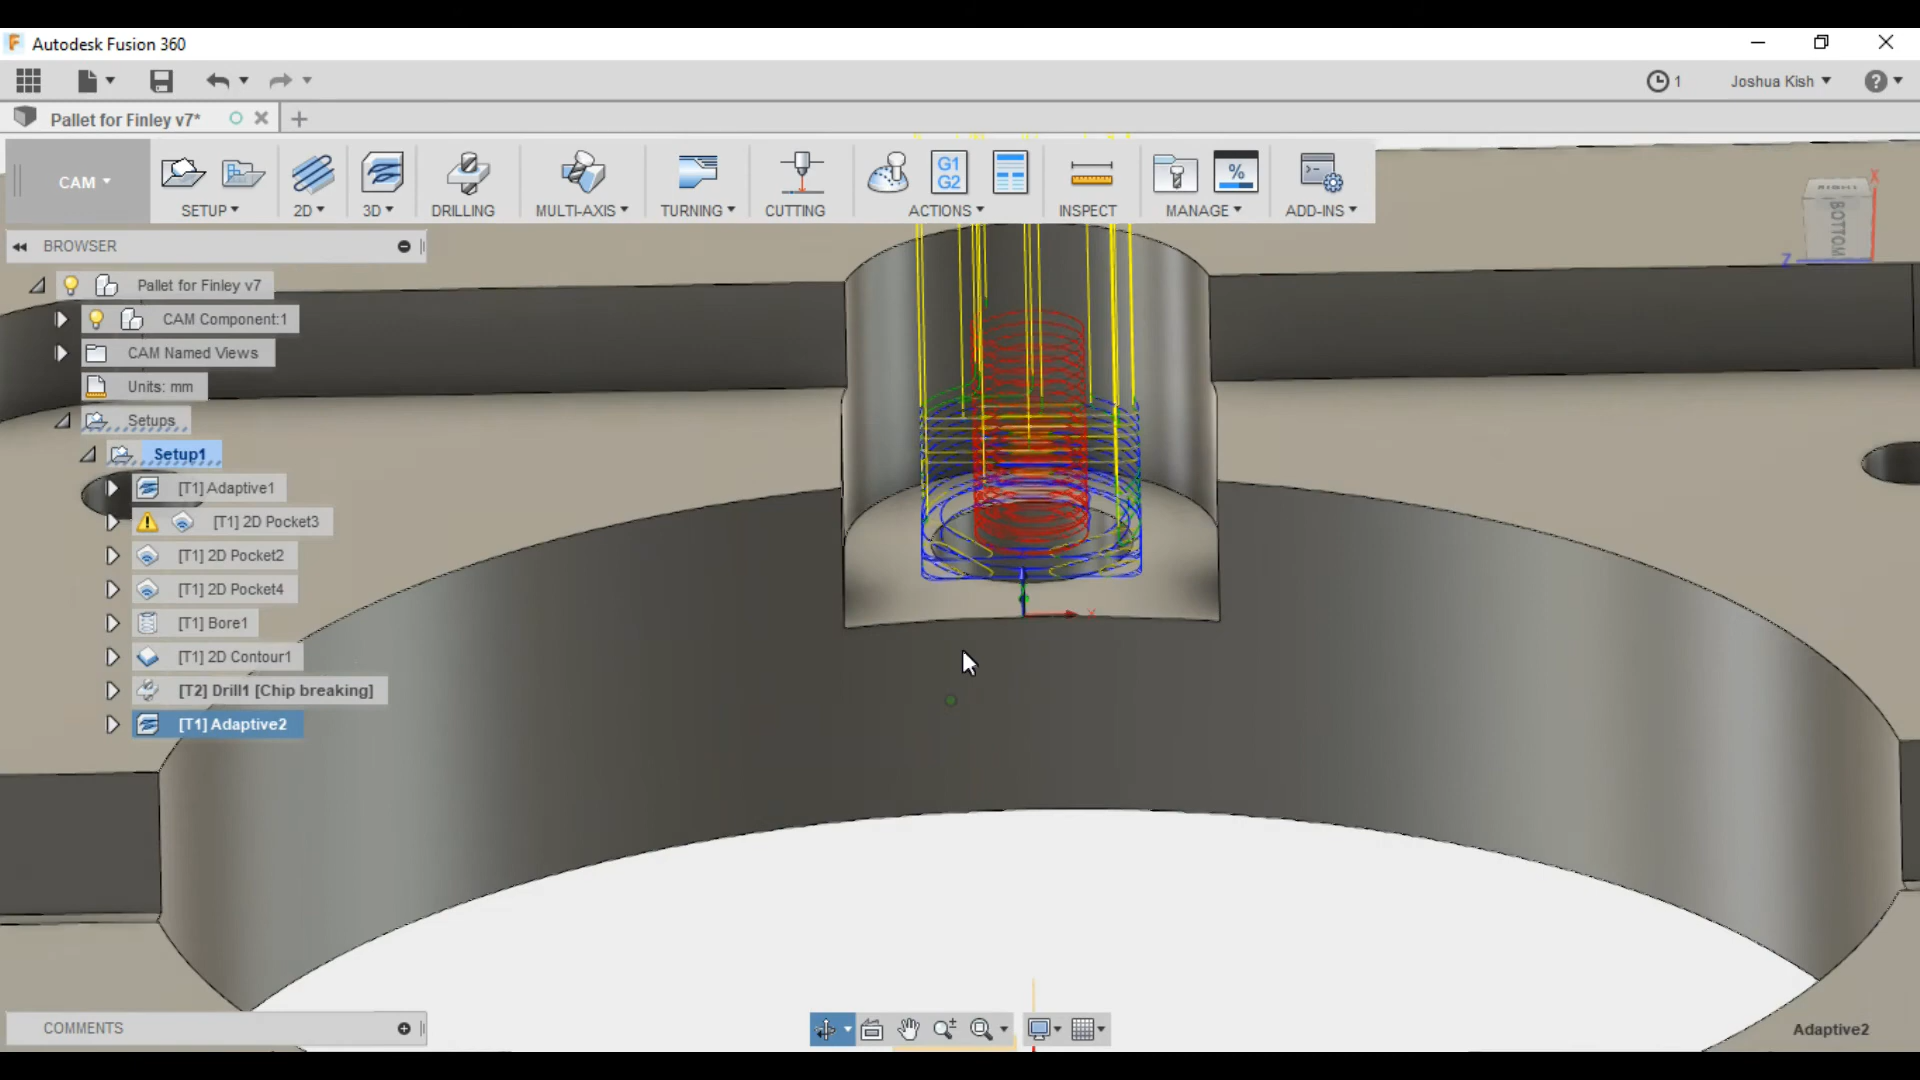 Autodesk Fusion 360
1
Joshua Kish
?
Pallet for Finley v7*
CAM
SETUP
2D
3D
DRILLING
MULTI-AXIS
TURNING
CUTTING
G1
G2
ACTIONS
INSPECT
%
MANAGE
ADD-INS
RIGHT
BOTTOM
X
Z
BROWSER
Pallet for Finley v7
CAM Component:1
CAM Named Views
Units: mm
Setups
Setup1
[T1] Adaptive1
[T1] 2D Pocket3
[T1] 2D Pocket2
[T1] 2D Pocket4
[T1] Bore1
[T1] 2D Contour1
[T2] Drill1 [Chip breaking]
[T1] Adaptive2
X
COMMENTS
Adaptive2